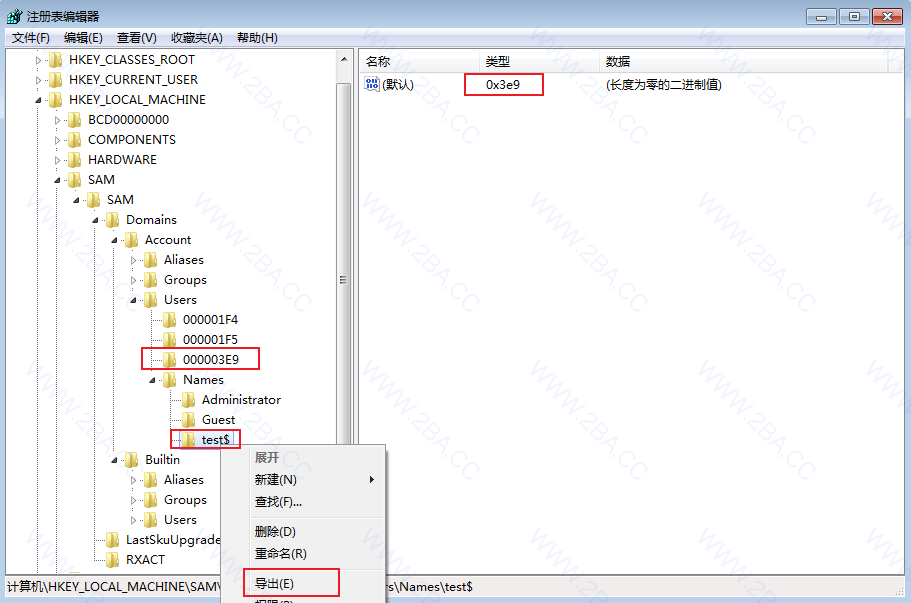 注册表编辑器
文件(F) 编辑(E) 查看(V) 收藏夹(A) 帮助(H)
HKEY_CLASSES_ROOT
HKEY_CURRENT_USER
HKEY_LOCAL_MACHINE
BCD00000000
COMPONENTS
HARDWARE
SAM
SAM
Domains
Account
Aliases
Groups
Users
000001F4
000001F5
000003E9
Names
Administrator
Guest
test$
Builtin
Aliases
Groups
Users
LastSkuUpgrade
RXACT
名称 类型 数据
(默认) 0x3e9 (长度为零的二进制值)
展开
新建(N)
查找(F)...
删除(D)
重命名(R)
导出(E)
计算机\HKEY_LOCAL_MACHINE\SAM\
s\Names\test$
WWW.2BA.CC